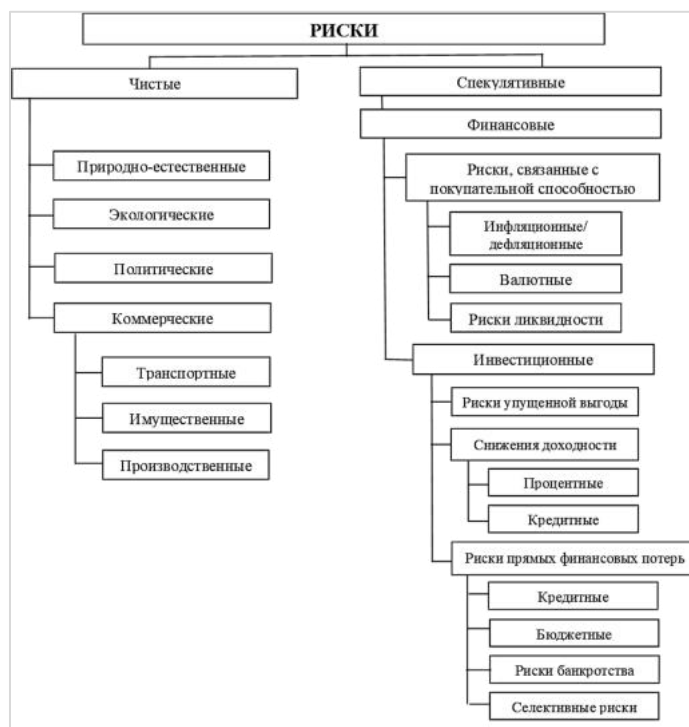 РИСКИ
Чистые
Природно-естественные
Экологические
Политические
Коммерческие
Транспортные
Имущественные
Производственные
Спекулятивные
Финансовые
Риски, связанные с
покупательной способностью
Инфляционные/
дефляционные
Валютные
Риски ликвидности
Инвестиционные
Риски упущенной выгоды
Снижения доходности
Процентные
Кредитные
Риски прямых финансовых потерь
Кредитные
Бюджетные
Риски банкротства
Селективные риски